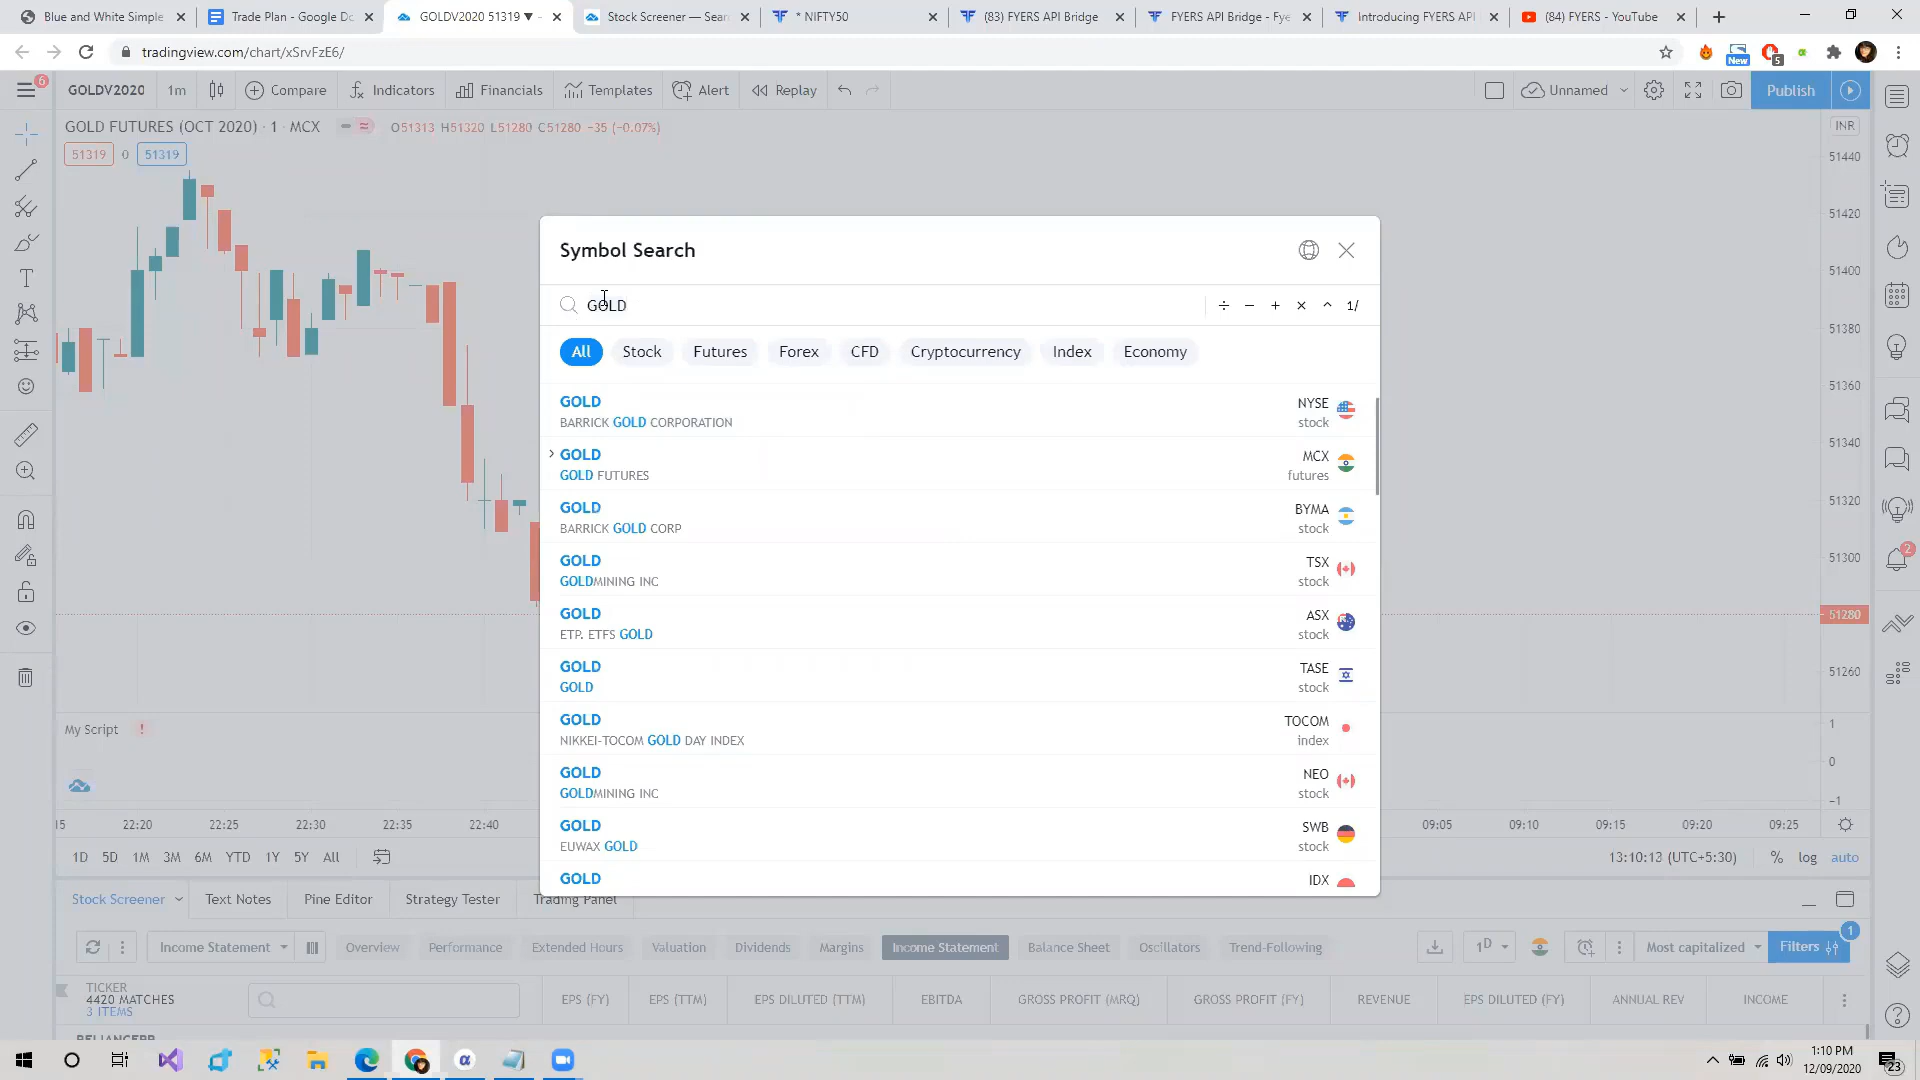 Blue and White Simple
Trade Plan - Google Do
GOLDV2020 51319 ▼ -
Stock Screener — Sear
* NIFTY50
(83) FYERS API Bridge
FYERS API Bridge - Fye
Introducing FYERS API
(84) FYERS - YouTube
tradingview.com/chart/xSrvFzE6/
New
5
6
GOLDV2020
1m
Compare
Indicators
Financials
Templates
Alert
Replay
Unnamed
Publish
GOLD FUTURES (OCT 2020) · 1 · MCX
O51313 H51320 L51280 C51280 −35 (−0.07%)
INR
51319
0
51319
51440
51420
51400
51380
51360
51340
51320
51300
51280
51260
Symbol Search
GOLD
÷ − + × ^ 1/
All
Stock
Futures
Forex
CFD
Cryptocurrency
Index
Economy
GOLD
BARRICK GOLD CORPORATION
NYSE
stock
GOLD
GOLD FUTURES
MCX
futures
GOLD
BARRICK GOLD CORP
BYMA
stock
GOLD
GOLDMINING INC
TSX
stock
GOLD
ETP. ETFS GOLD
ASX
stock
GOLD
GOLD
TASE
stock
GOLD
NIKKEI-TOCOM GOLD DAY INDEX
TOCOM
index
GOLD
GOLDMINING INC
NEO
stock
GOLD
EUWAX GOLD
SWB
stock
GOLD
IDX
2
My Script !
1
0
−1
15 22:20 22:25 22:30 22:35 22:40
09:05 09:10 09:15 09:20 09:25
1D 5D 1M 3M 6M YTD 1Y 5Y All
13:10:13 (UTC+5:30)
% log auto
Stock Screener
Text Notes
Pine Editor
Strategy Tester
Trading Panel
Income Statement
Overview
Performance
Extended Hours
Valuation
Dividends
Margins
Income Statement
Balance Sheet
Oscillators
Trend-Following
1D
Most capitalized
Filters
1
TICKER
4420 MATCHES
3 ITEMS
EPS (FY)
EPS (TTM)
EPS DILUTED (TTM)
EBITDA
GROSS PROFIT (MRQ)
GROSS PROFIT (FY)
REVENUE
EPS DILUTED (FY)
ANNUAL REV
INCOME
1:10 PM
12/09/2020
23